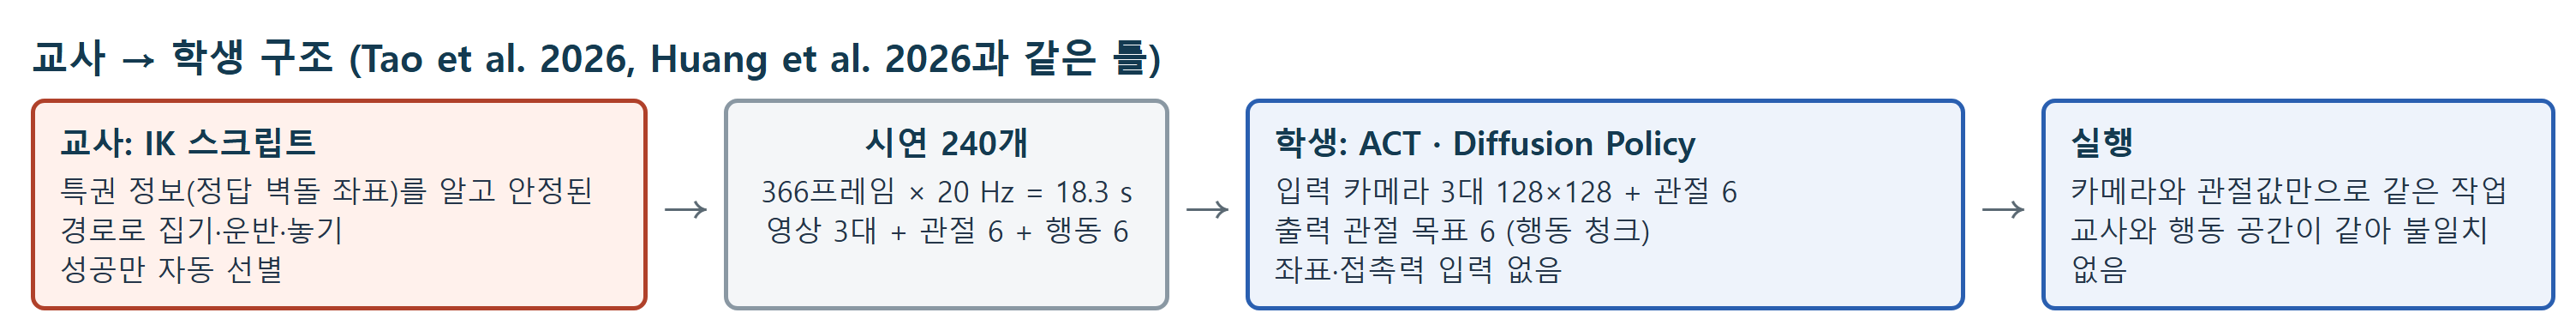 교사 → 학생 구조 (Tao et al. 2026, Huang et al. 2026과 같은 틀)
교사: IK 스크립트
특권 정보(정답 벽돌 좌표)를 알고 안정된
경로로 집기·운반·놓기
성공만 자동 선별
→
시연 240개
366프레임 × 20 Hz = 18.3 s
영상 3대 + 관절 6 + 행동 6
→
학생: ACT · Diffusion Policy
입력 카메라 3대 128×128 + 관절 6
출력 관절 목표 6 (행동 청크)
좌표·접촉력 입력 없음
→
실행
카메라와 관절값만으로 같은 작업
교사와 행동 공간이 같아 불일치
없음